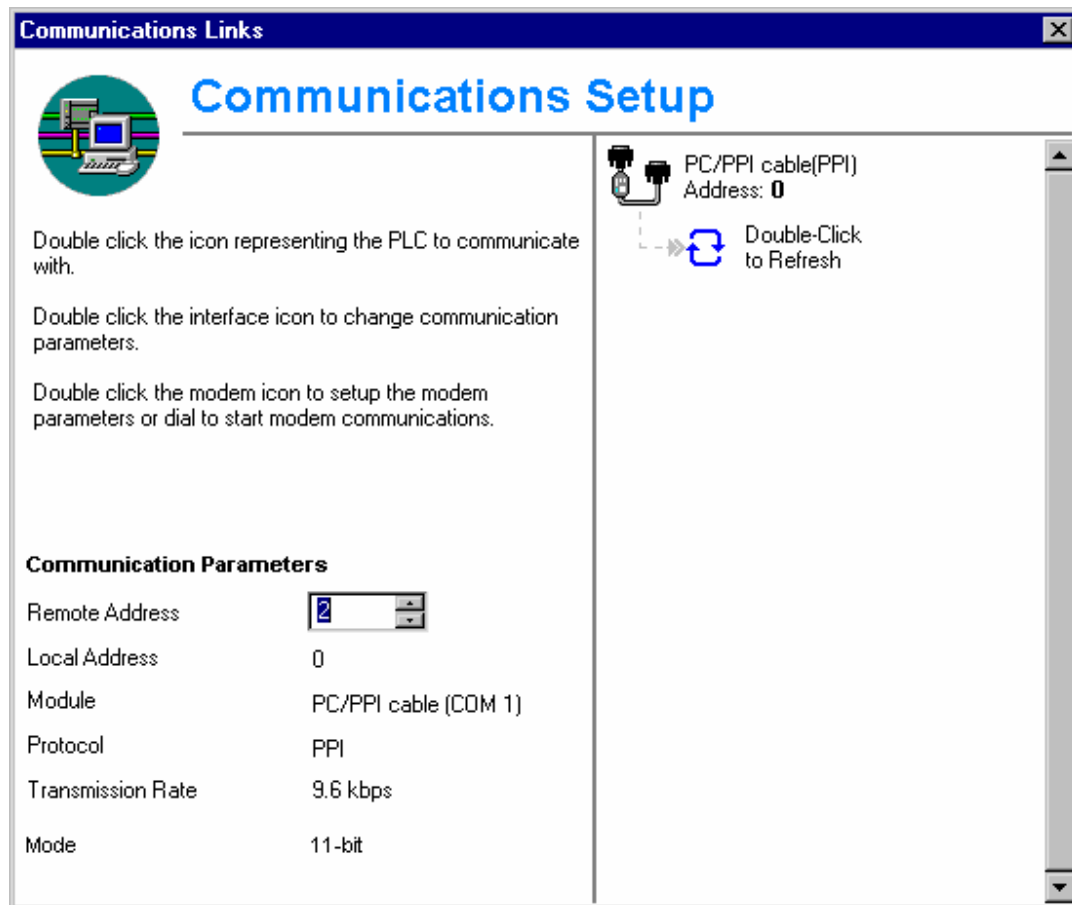 Communications Links
Communications Setup
Double click the icon representing the PLC to communicate
with.
Double click the interface icon to change communication
parameters.
Double click the modem icon to setup the modem
parameters or dial to start modem communications.
Communication Parameters
Remote Address 2
Local Address 0
Module PC/PPI cable (COM 1)
Protocol PPI
Transmission Rate 9.6 kbps
Mode 11-bit
PC/PPI cable(PPI)
Address: 0
Double-Click
to Refresh